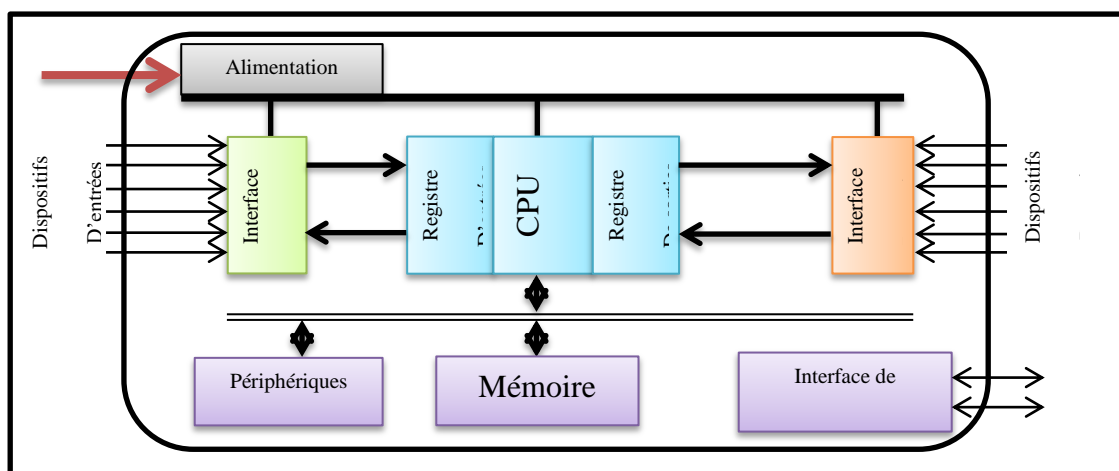 Alimentation
Dispositifs
D'entrées
Interface
Registre
CPU
Registre
Interface
Dispositifs
Périphériques
Mémoire
Interface de